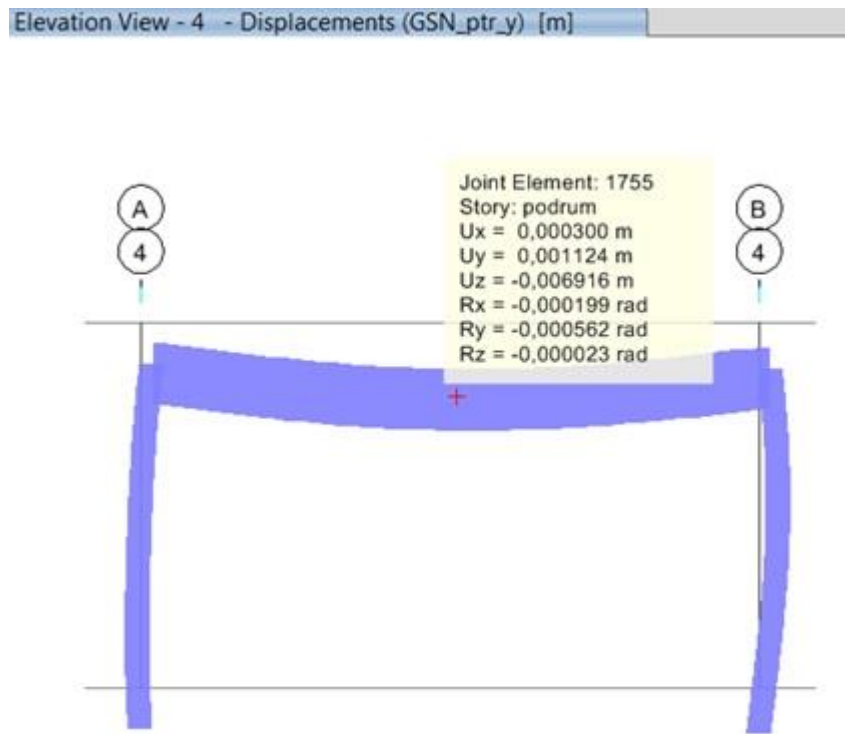 Elevation View - 4 - Displacements (GSN_ptr_y) [m]
Joint Element: 1755
Story: podrum
Ux = 0,000300 m
Uy = 0,001124 m
Uz = -0,006916 m
Rx = -0,000199 rad
Ry = -0,000562 rad
Rz = -0,000023 rad
A
4
B
4